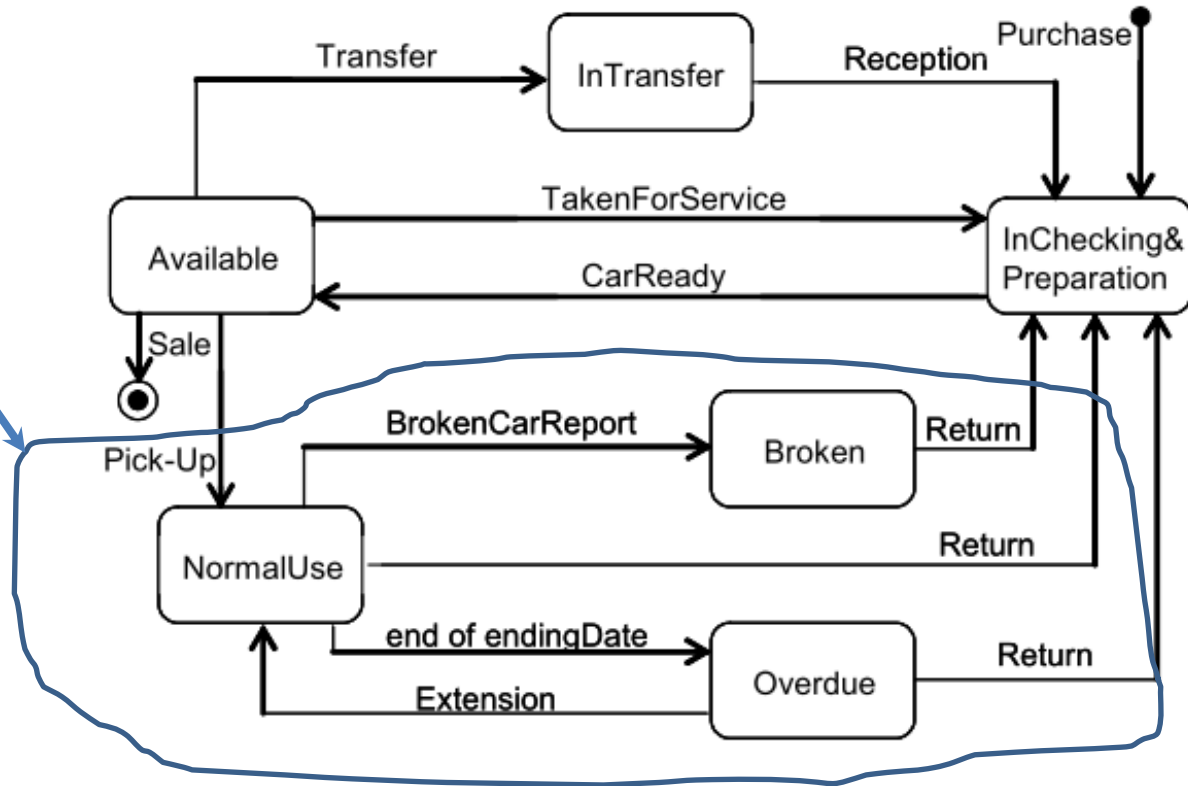 Purchase
Transfer
InTransfer
Reception
TakenForService
Available
InChecking&
Preparation
CarReady
Sale
BrokenCarReport
Return
Pick-Up
Broken
Return
NormalUse
end of endingDate
Return
Overdue
Extension